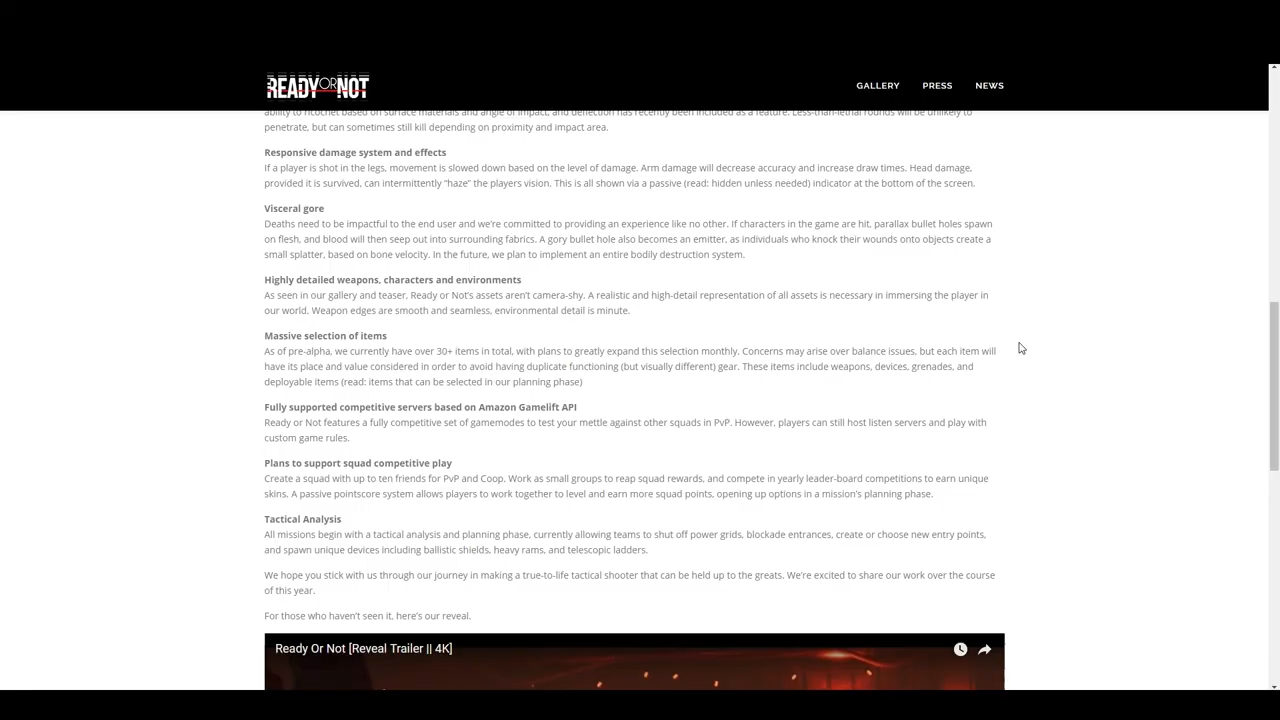 READY OR NOT
GALLERY PRESS NEWS
ability to ricochet based on surface materials and angle of impact, and deflection has recently been included as a feature. Less-than-lethal rounds will be unlikely to
penetrate, but can sometimes still kill depending on proximity and impact area.
Responsive damage system and effects
If a player is shot in the legs, movement is slowed down based on the level of damage. Arm damage will decrease accuracy and increase draw times. Head damage,
provided it is survived, can intermittently “haze” the players vision. This is all shown via a passive (read: hidden unless needed) indicator at the bottom of the screen.
Visceral gore
Deaths need to be impactful to the end user and we’re committed to providing an experience like no other. If characters in the game are hit, parallax bullet holes spawn
on flesh, and blood will then seep out into surrounding fabrics. A gory bullet hole also becomes an emitter, as individuals who knock their wounds onto objects create a
small splatter, based on bone velocity. In the future, we plan to implement an entire bodily destruction system.
Highly detailed weapons, characters and environments
As seen in our gallery and teaser. Ready or Not’s assets aren’t camera-shy. A realistic and high-detail representation of all assets is necessary in immersing the player in
our world. Weapon edges are smooth and seamless, environmental detail is minute.
Massive selection of items
As of pre-alpha, we currently have over 30+ items in total, with plans to greatly expand this selection monthly. Concerns may arise over balance issues, but each item will
have its place and value considered in order to avoid having duplicate functioning (but visually different) gear. These items include weapons, devices, grenades, and
deployable items (read: items that can be selected in our planning phase)
Fully supported competitive servers based on Amazon Gamelift API
Ready or Not features a fully competitive set of gamemodes to test your mettle against other squads in PvP. However, players can still host listen servers and play with
custom game rules.
Plans to support squad competitive play
Create a squad with up to ten friends for PvP and Coop. Work as small groups to reap squad rewards, and compete in yearly leader-board competitions to earn unique
skins. A passive pointscore system allows players to work together to level and earn more squad points, opening up options in a mission’s planning phase.
Tactical Analysis
All missions begin with a tactical analysis and planning phase, currently allowing teams to shut off power grids, blockade entrances, create or choose new entry points,
and spawn unique devices including ballistic shields, heavy rams, and telescopic ladders.
We hope you stick with us through our journey in making a true-to-life tactical shooter that can be held up to the greats. We’re excited to share our work over the course
of this year.
For those who haven’t seen it, here’s our reveal.
Ready Or Not [Reveal Trailer || 4K]